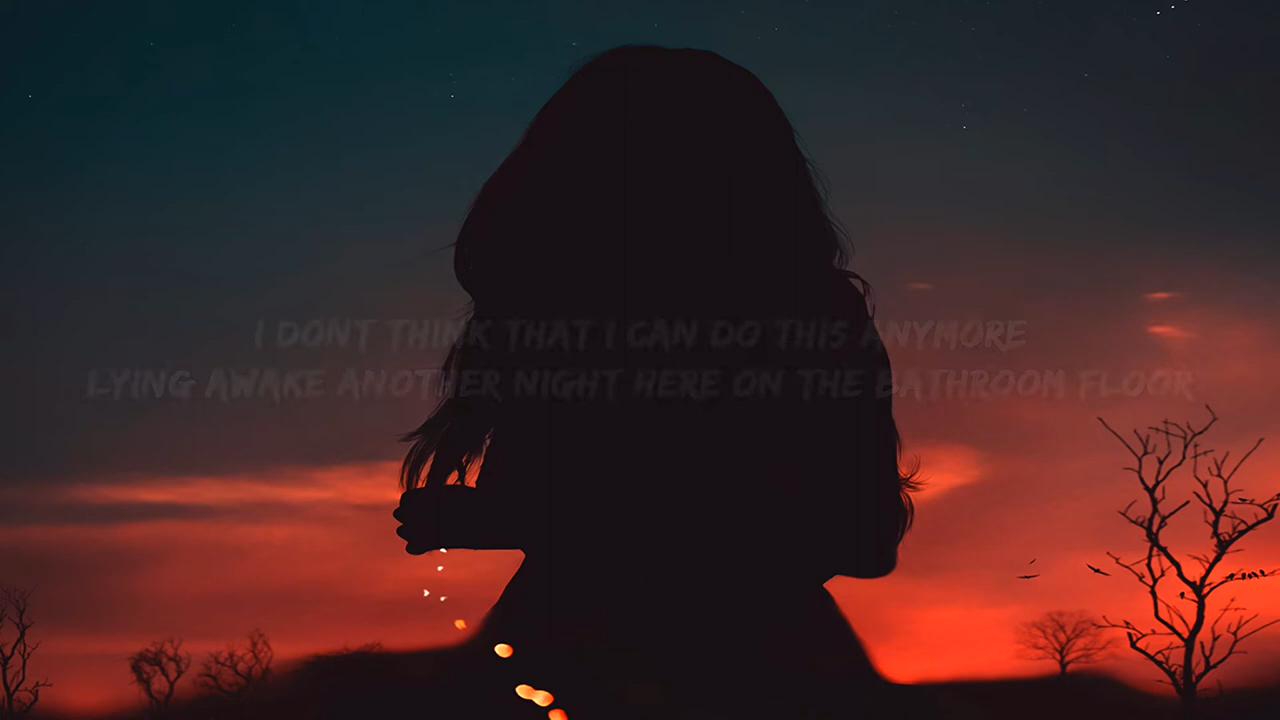 I DONT THINK THAT I CAN DO THIS ANYMORE
LYING AWAKE ANOTHER NIGHT HERE ON THE BATHROOM FLOOR